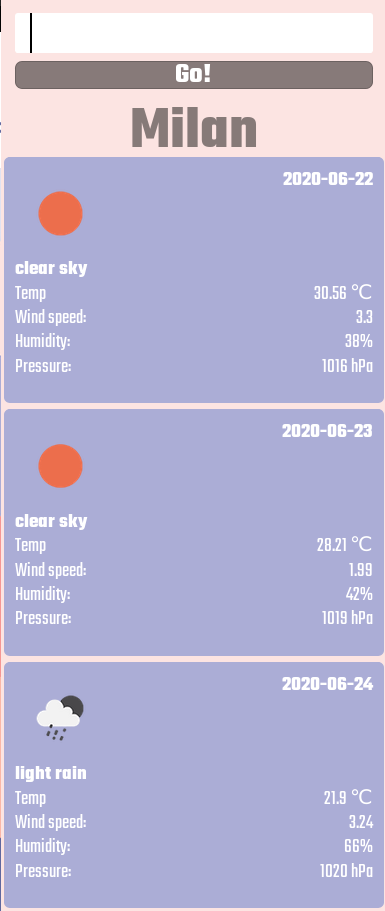 Go!
Milan
2020-06-22
clear sky
Temp 30.56 °C
Wind speed: 3.3
Humidity: 38%
Pressure: 1016 hPa
2020-06-23
clear sky
Temp 28.21 °C
Wind speed: 1.99
Humidity: 42%
Pressure: 1019 hPa
2020-06-24
light rain
Temp 21.9 °C
Wind speed: 3.24
Humidity: 66%
Pressure: 1020 hPa